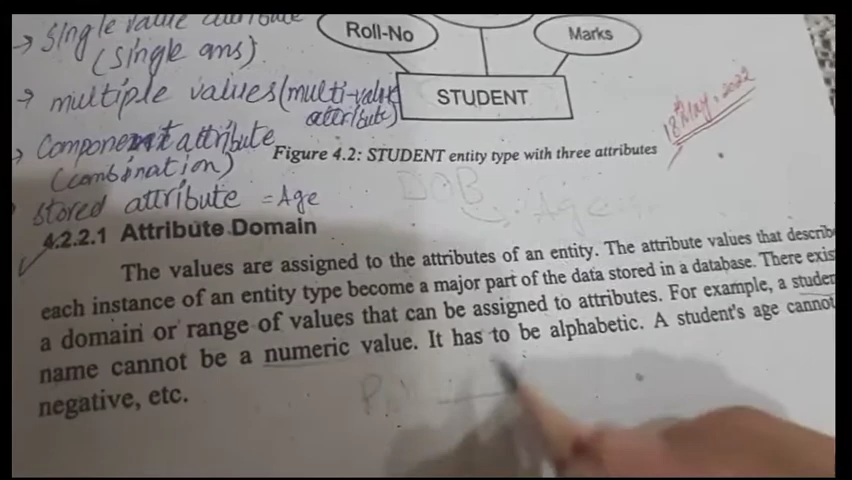 → Single value attribute
(single ans)
→ multiple values (multi-value
attribute)
→ Component attribute
(combination)
stored attribute = Age
Roll-No
Marks
STUDENT
18 May, 2022
Figure 4.2: STUDENT entity type with three attributes
DOB
Age
4.2.2.1 Attribute Domain
The values are assigned to the attributes of an entity. The attribute values that describe
each instance of an entity type become a major part of the data stored in a database. There exis
a domain or range of values that can be assigned to attributes. For example, a studen
name cannot be a numeric value. It has to be alphabetic. A student's age cannot
negative, etc.